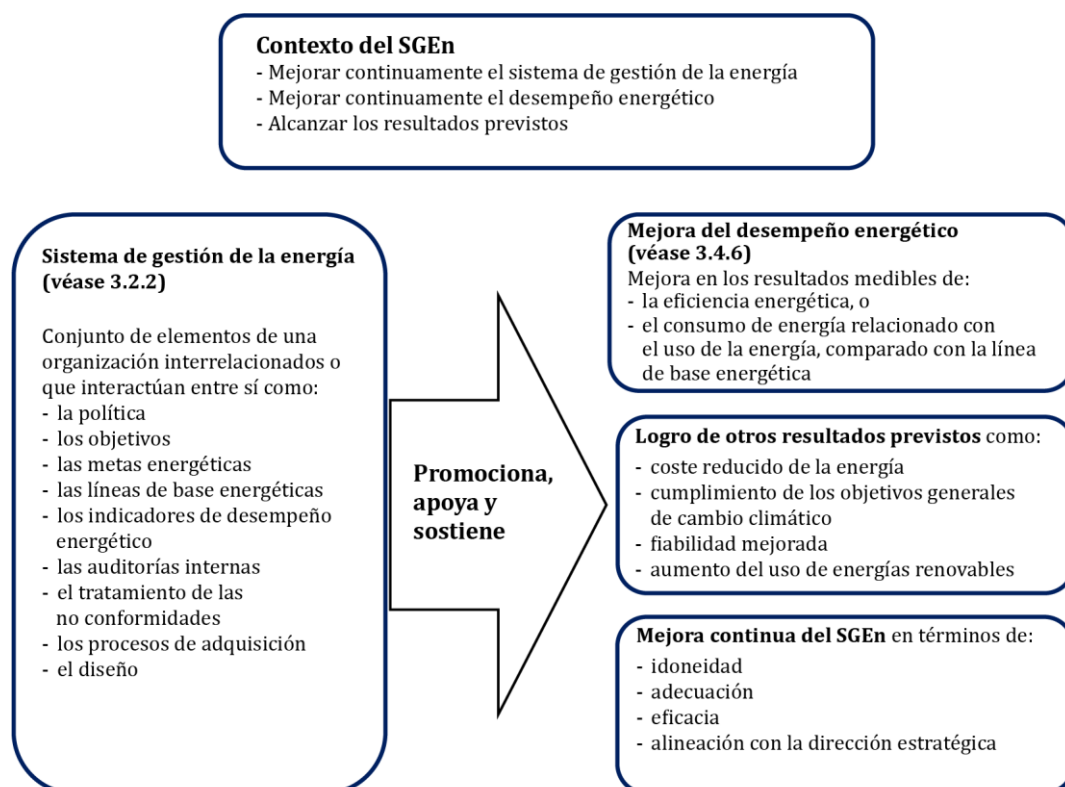 Contexto del SGEn
- Mejorar continuamente el sistema de gestión de la energía
- Mejorar continuamente el desempeño energético
- Alcanzar los resultados previstos
Sistema de gestión de la energía
(véase 3.2.2)
Conjunto de elementos de una
organización interrelacionados o
que interactúan entre sí como:
- la política
- los objetivos
- las metas energéticas
- las líneas de base energéticas
- los indicadores de desempeño
energético
- las auditorías internas
- el tratamiento de las
no conformidades
- los procesos de adquisición
- el diseño
Promociona,
apoya y
sostiene
Mejora del desempeño energético
(véase 3.4.6)
Mejora en los resultados medibles de:
- la eficiencia energética, o
- el consumo de energía relacionado con
el uso de la energía, comparado con la línea
de base energética
Logro de otros resultados previstos como:
- coste reducido de la energía
- cumplimiento de los objetivos generales
de cambio climático
- fiabilidad mejorada
- aumento del uso de energías renovables
Mejora continua del SGEn en términos de:
- idoneidad
- adecuación
- eficacia
- alineación con la dirección estratégica